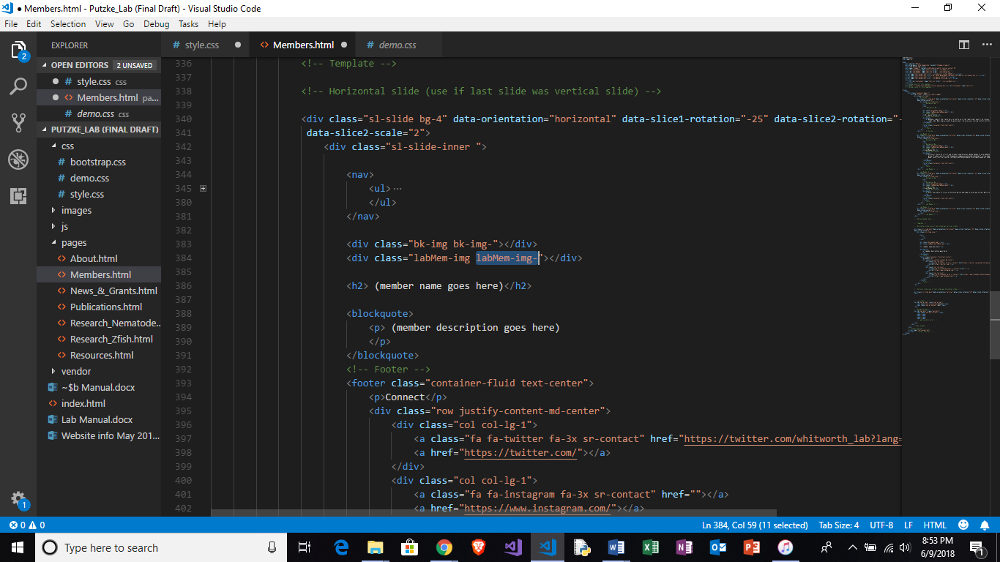 ● Members.html - Putzke_Lab (Final Draft) - Visual Studio Code
File Edit Selection View Go Debug Tasks Help
2
EXPLORER
OPEN EDITORS 2 UNSAVED
# style.css css
<> Members.html pa...
# demo.css css
PUTZKE_LAB (FINAL DRAFT)
css
# bootstrap.css
# demo.css
# style.css
images
js
pages
<> About.html
<> Members.html
<> News_&_Grants.html
<> Publications.html
<> Research_Nematode...
<> Research_Zfish.html
<> Resources.html
vendor
~$b Manual.docx
<> index.html
Lab Manual.docx
Website info May 201...
1
# style.css ●
<> Members.html ●
# demo.css
336 <!-- Template -->
337
338 <!-- Horizontal slide (use if last slide was vertical slide) -->
339
340 <div class="sl-slide bg-4" data-orientation="horizontal" data-slice1-rotation="-25" data-slice2-rotation="-
341 data-slice2-scale="2">
342 <div class="sl-slide-inner ">
343
344 <nav>
345 <ul>···
380 </ul>
381 </nav>
382
383 <div class="bk-img bk-img-"></div>
384 <div class="labMem-img labMem-img-"></div>
385
386 <h2> (member name goes here)</h2>
387
388 <blockquote>
389 <p> (member description goes here)
390 </p>
391 </blockquote>
392 <!-- Footer -->
393 <footer class="container-fluid text-center">
394 <p>Connect</p>
395 <div class="row justify-content-md-center">
396 <div class="col col-lg-1">
397 <a class="fa fa-twitter fa-3x sr-contact" href="https://twitter.com/whitworth_lab?lang=
398 <a href="https://twitter.com/"></a>
399 </div>
400 <div class="col col-lg-1">
401 <a class="fa fa-instagram fa-3x sr-contact" href=""></a>
402 <a href="https://www.instagram.com/"></a>
0 0
Ln 384, Col 59 (11 selected) Tab Size: 4 UTF-8 LF HTML
Type here to search
8:53 PM
6/9/2018
1